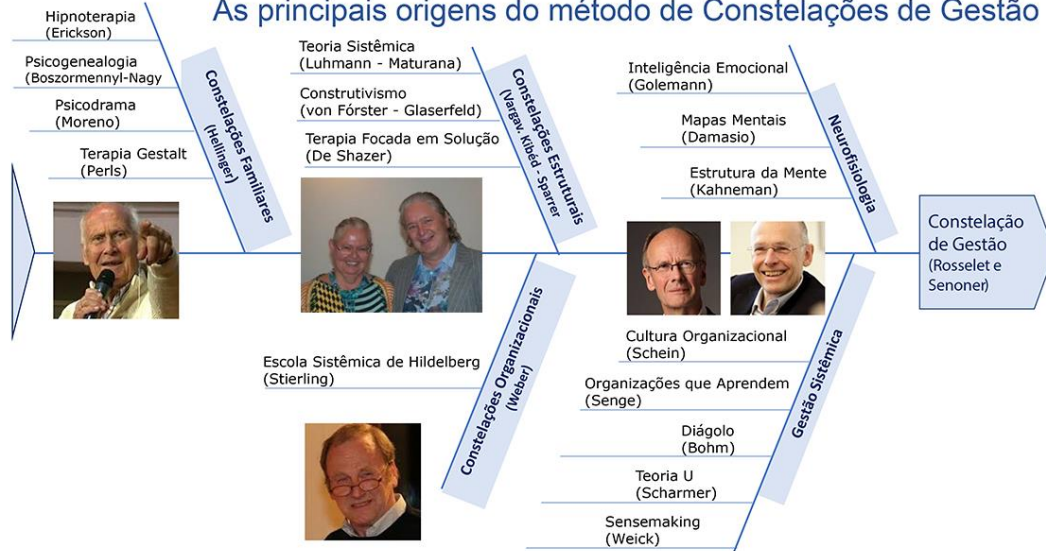 As principais origens do método de Constelações de Gestão
Hipnoterapia
(Erickson)
Psicogenealogia
(Boszormennyl-Nagy
Psicodrama
(Moreno)
Terapia Gestalt
(Perls)
Constelações Familiares
(Hellinger)
Teoria Sistêmica
(Luhmann - Maturana)
Construtivismo
(von Fórster - Glaserfeld)
Terapia Focada em Solução
(De Shazer)
Constelações Estruturais
(Vargav. Kibéd - Sparrer
Inteligência Emocional
(Golemann)
Mapas Mentais
(Damasio)
Estrutura da Mente
(Kahneman)
Neurofisiologia
Escola Sistêmica de Hildelberg
(Stierling)
Constelações Organizacionais
(Weber)
Cultura Organizacional
(Schein)
Organizações que Aprendem
(Senge)
Diágolo
(Bohm)
Teoria U
(Scharmer)
Sensemaking
(Weick)
Gestão Sistêmica
Constelação
de Gestão
(Rosselet e
Senoner)